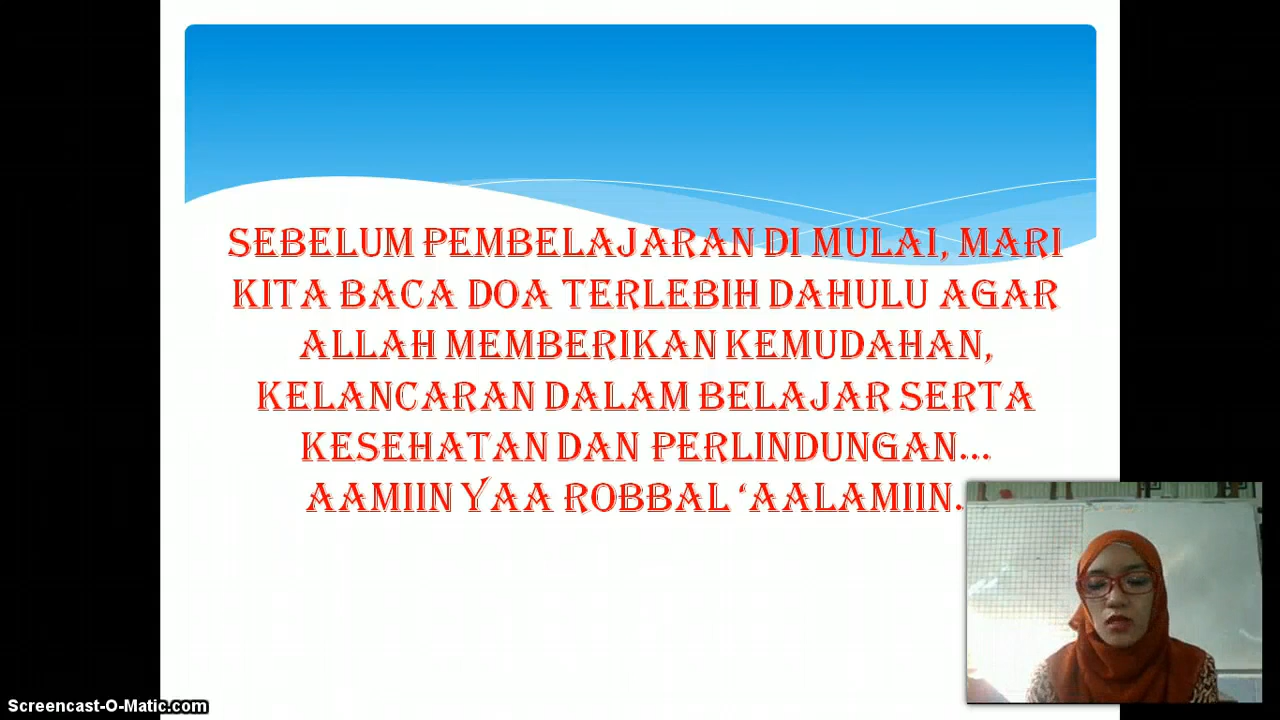 SEBELUM PEMBELAJARAN DI MULAI, MARI
KITA BACA DOA TERLEBIH DAHULU AGAR
ALLAH MEMBERIKAN KEMUDAHAN,
KELANCARAN DALAM BELAJAR SERTA
KESEHATAN DAN PERLINDUNGAN...
AAMIIN YAA ROBBAL ‘AALAMIIN.
Screencast-O-Matic.com